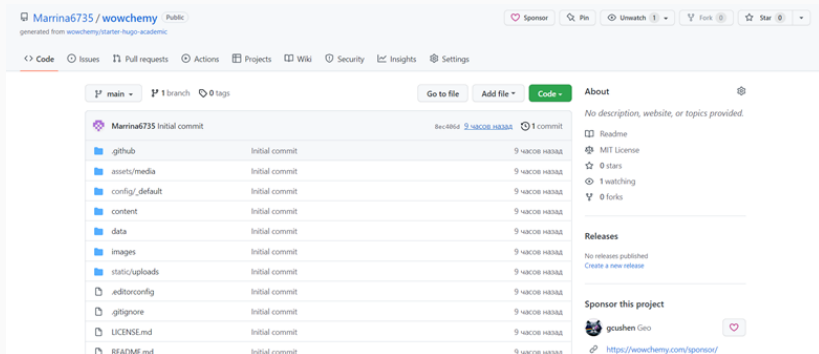 Marrina6735 / wowchemy Public
Sponsor Pin Unwatch 1 Fork 0 Star 0
generated from wowchemy/starter-hugo-academic
<> Code Issues Pull requests Actions Projects Wiki Security Insights Settings
main 1 branch 0 tags Go to file Add file Code
Marrina6735 Initial commit 8ec406d 9 часов назад 1 commit
.github Initial commit 9 часов назад
assets/media Initial commit 9 часов назад
config/_default Initial commit 9 часов назад
content Initial commit 9 часов назад
data Initial commit 9 часов назад
images Initial commit 9 часов назад
static/uploads Initial commit 9 часов назад
.editorconfig Initial commit 9 часов назад
.gitignore Initial commit 9 часов назад
LICENSE.md Initial commit 9 часов назад
README.md Initial commit 9 часов назад
About
No description, website, or topics provided.
Readme
MIT License
0 stars
1 watching
0 forks
Releases
No releases published
Create a new release
Sponsor this project
gcushen Geo
https://wowchemy.com/sponsor/